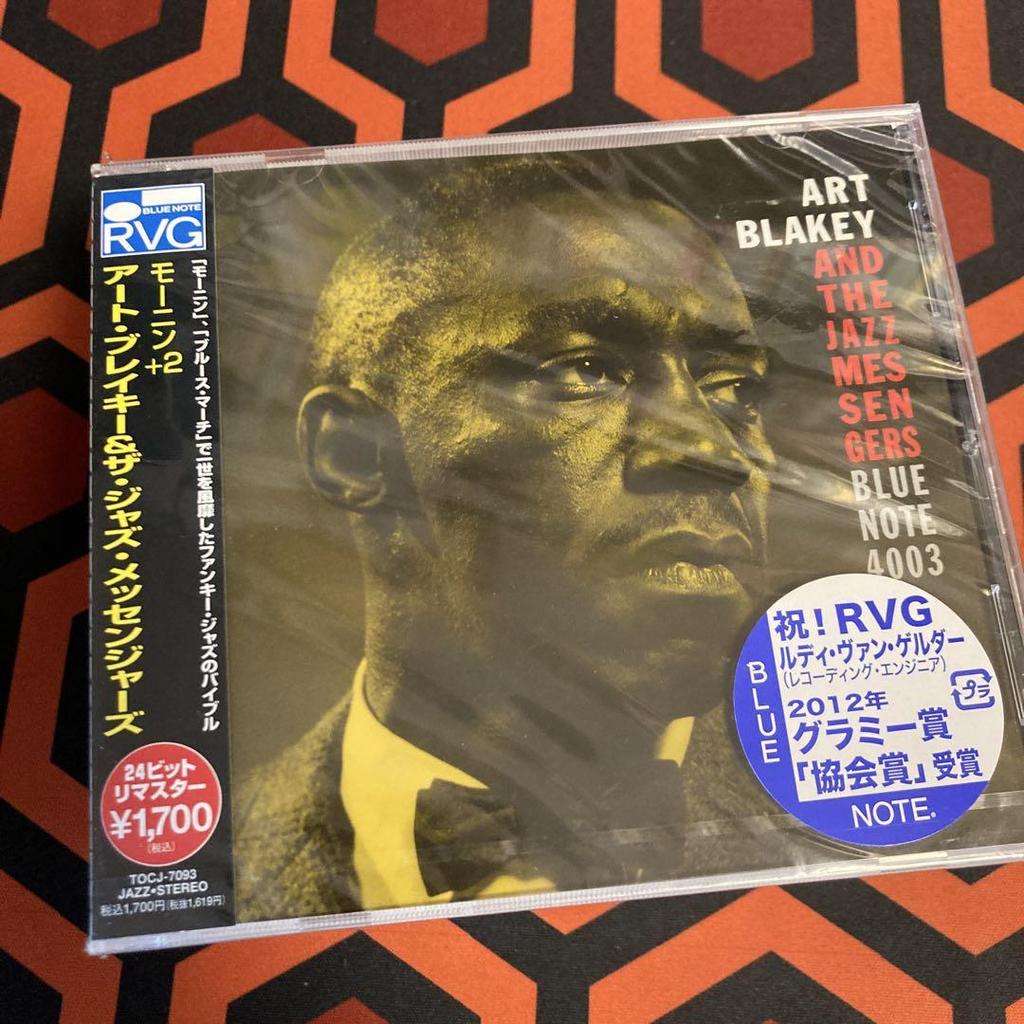 BLUE NOTE
RVG
「モーニン」、「ブルース・マーチ」で一世を風靡したファンキー・ジャズのバイブル
モーニン+2
アート・ブレイキー&ザ・ジャズ・メッセンジャーズ
24ビット
リマスター
¥1,700
(税込)
TOCJ-7093
JAZZ•STEREO
税込1,700円(税抜1,619円)
ART
BLAKEY
AND
THE
JAZZ
MES
SEN
GERS
BLUE
NOTE
4003
祝!RVG
ルディ・ヴァン・ゲルダー
(レコーディング・エンジニア)
2012年
グラミー賞
「協会賞」受賞
プラ
BLUE
NOTE®